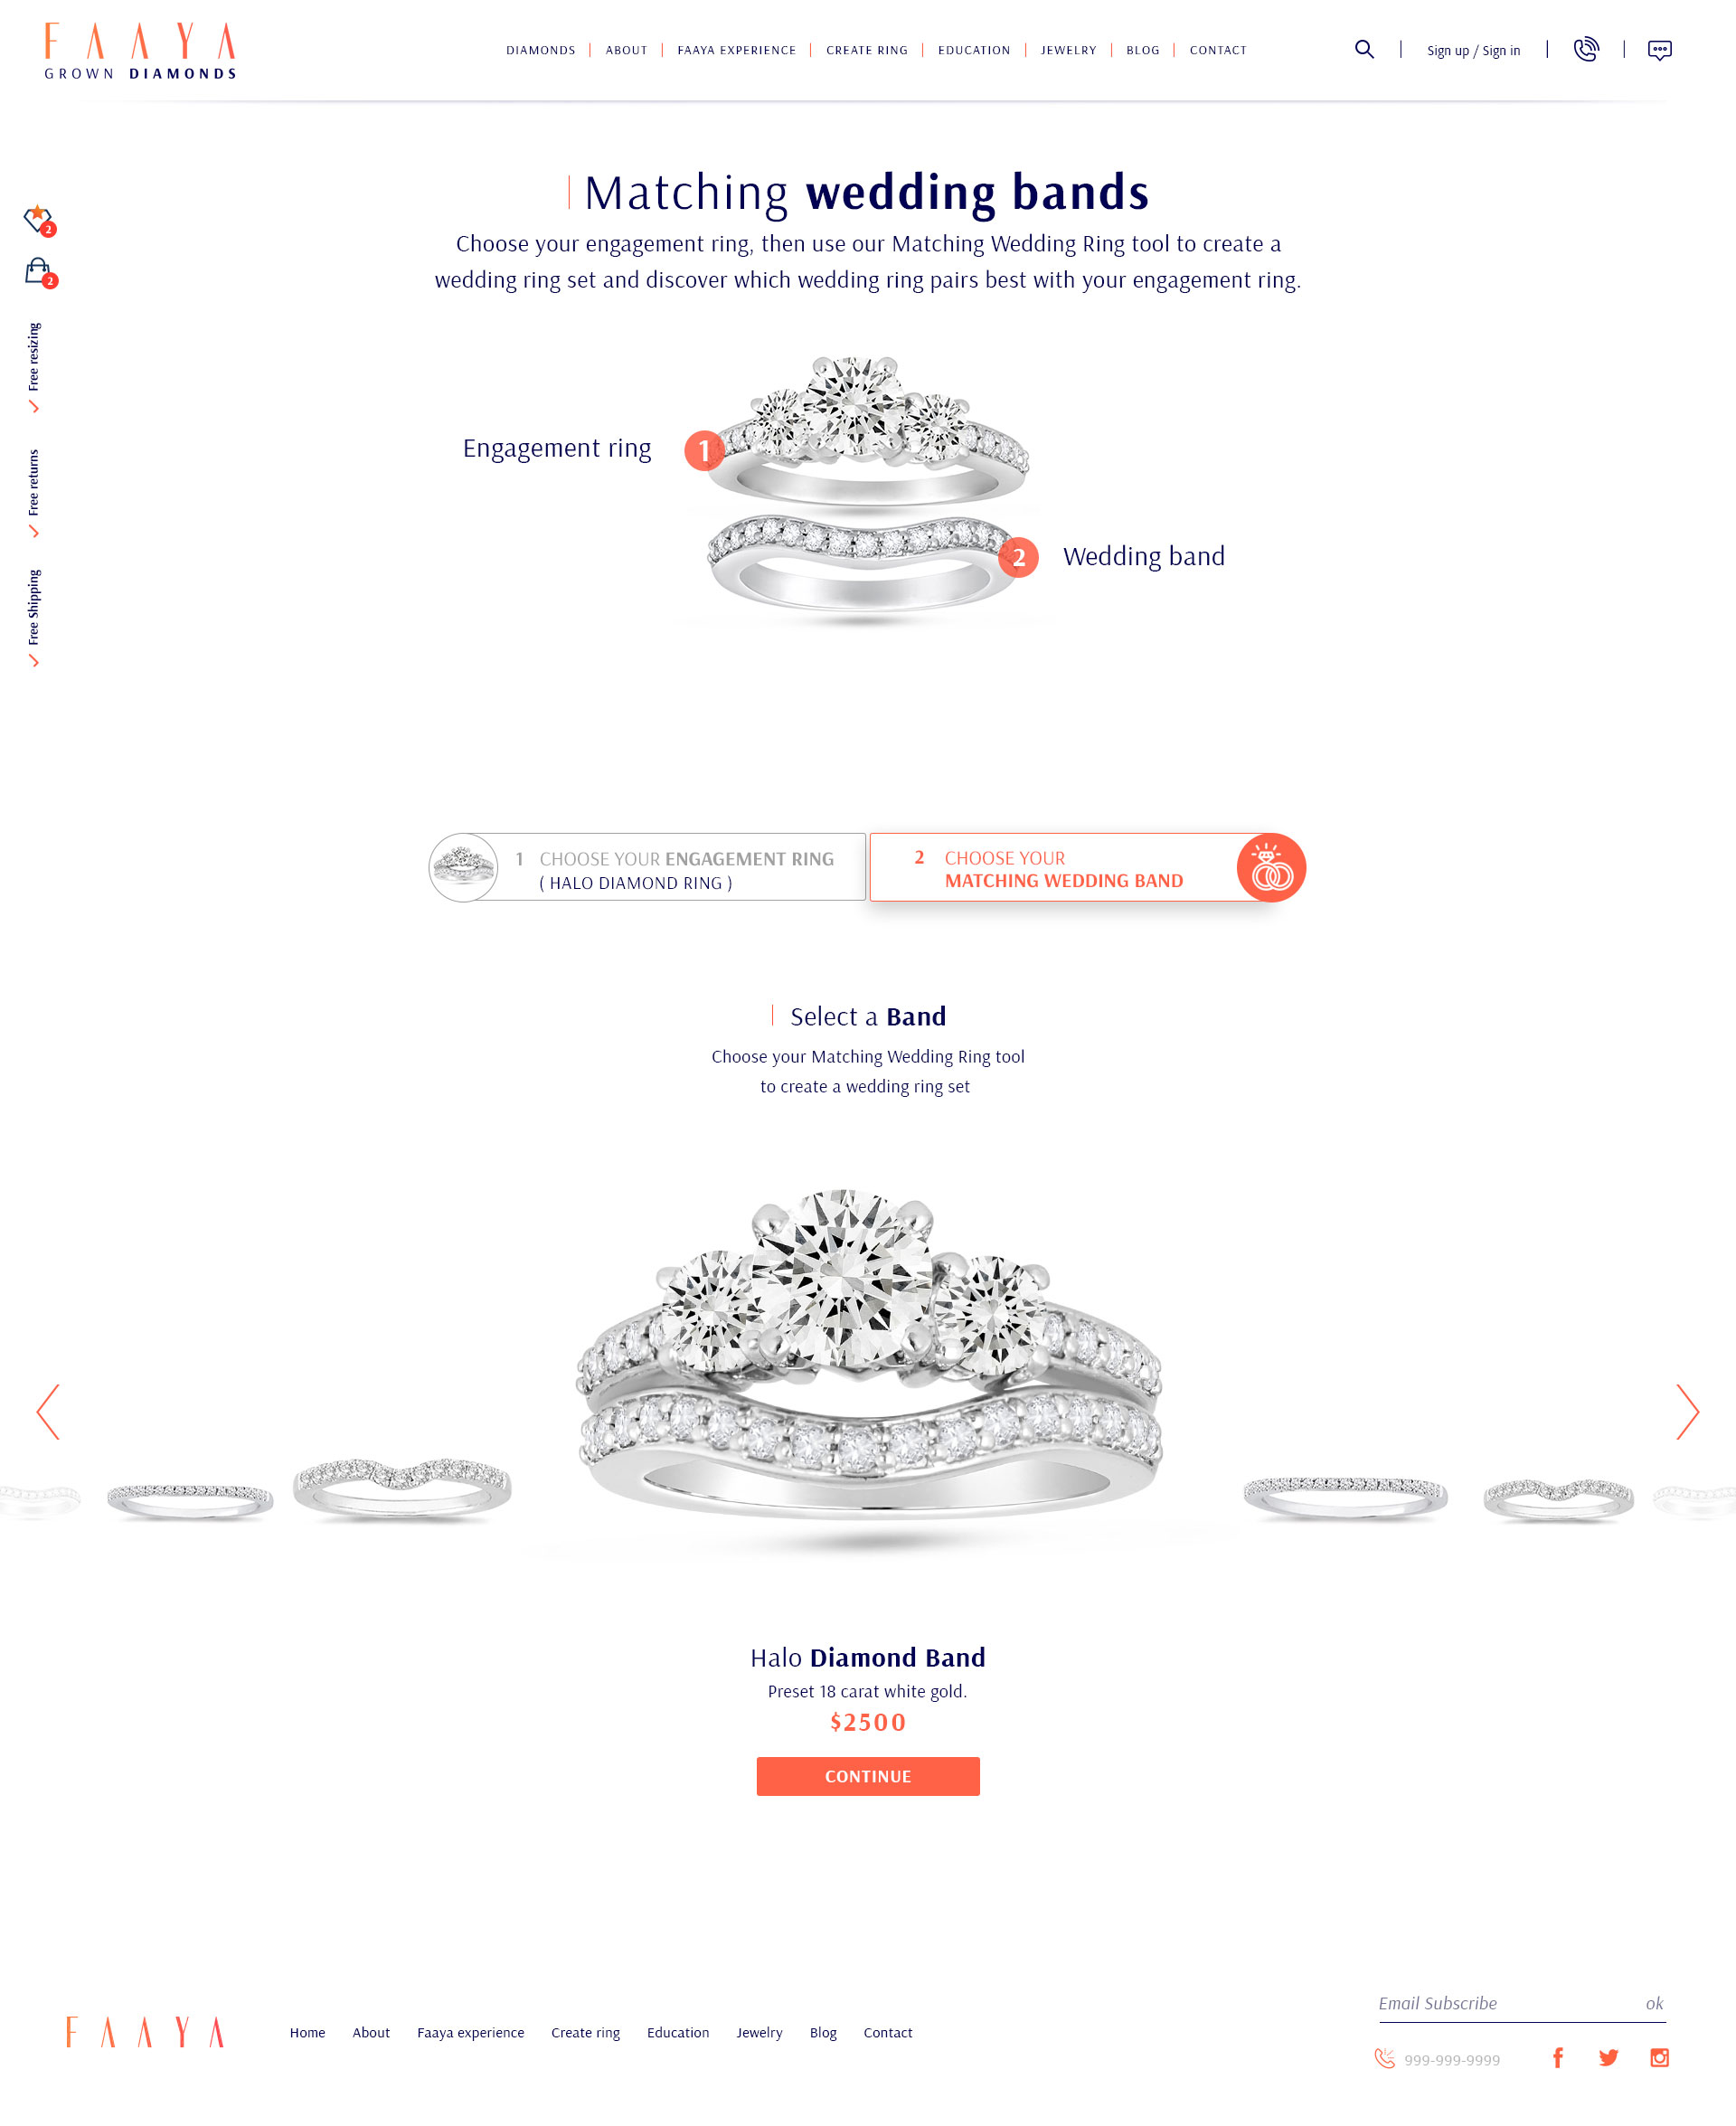 FAAYA
GROWN DIAMONDS
DIAMONDS
ABOUT
FAAYA EXPERIENCE
CREATE RING
EDUCATION
JEWELRY
BLOG
CONTACT
Sign up / Sign in
2
2
Free resizing
Free returns
Free Shipping
Matching wedding bands
Choose your engagement ring, then use our Matching Wedding Ring tool to create a
wedding ring set and discover which wedding ring pairs best with your engagement ring.
Engagement ring
1
2
Wedding band
1 CHOOSE YOUR ENGAGEMENT RING
( HALO DIAMOND RING )
2 CHOOSE YOUR
MATCHING WEDDING BAND
Select a Band
Choose your Matching Wedding Ring tool
to create a wedding ring set
Halo Diamond Band
Preset 18 carat white gold.
$2500
CONTINUE
FAAYA
Home
About
Faaya experience
Create ring
Education
Jewelry
Blog
Contact
Email Subscribe
ok
999-999-9999